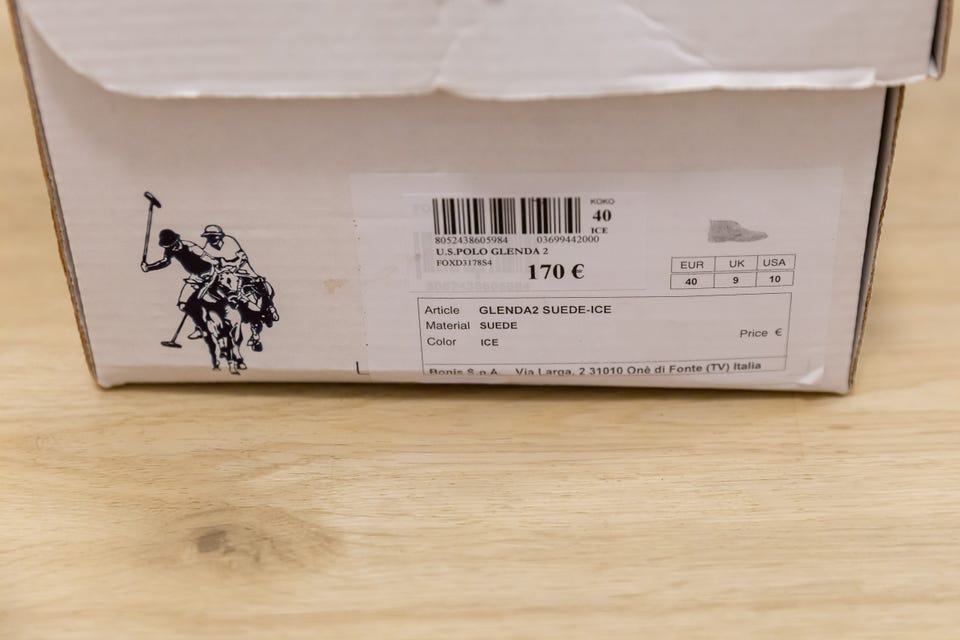 KOKO
40
ICE
8052438605984 03699442000
U.S.POLO GLENDA 2
FOXD3178S4
170 €
EUR UK USA
40 9 10
Article GLENDA2 SUEDE-ICE
Material SUEDE
Price €
Color ICE
Bonis S.p.A. Via Larga, 2 31010 Onè di Fonte (TV) Italia